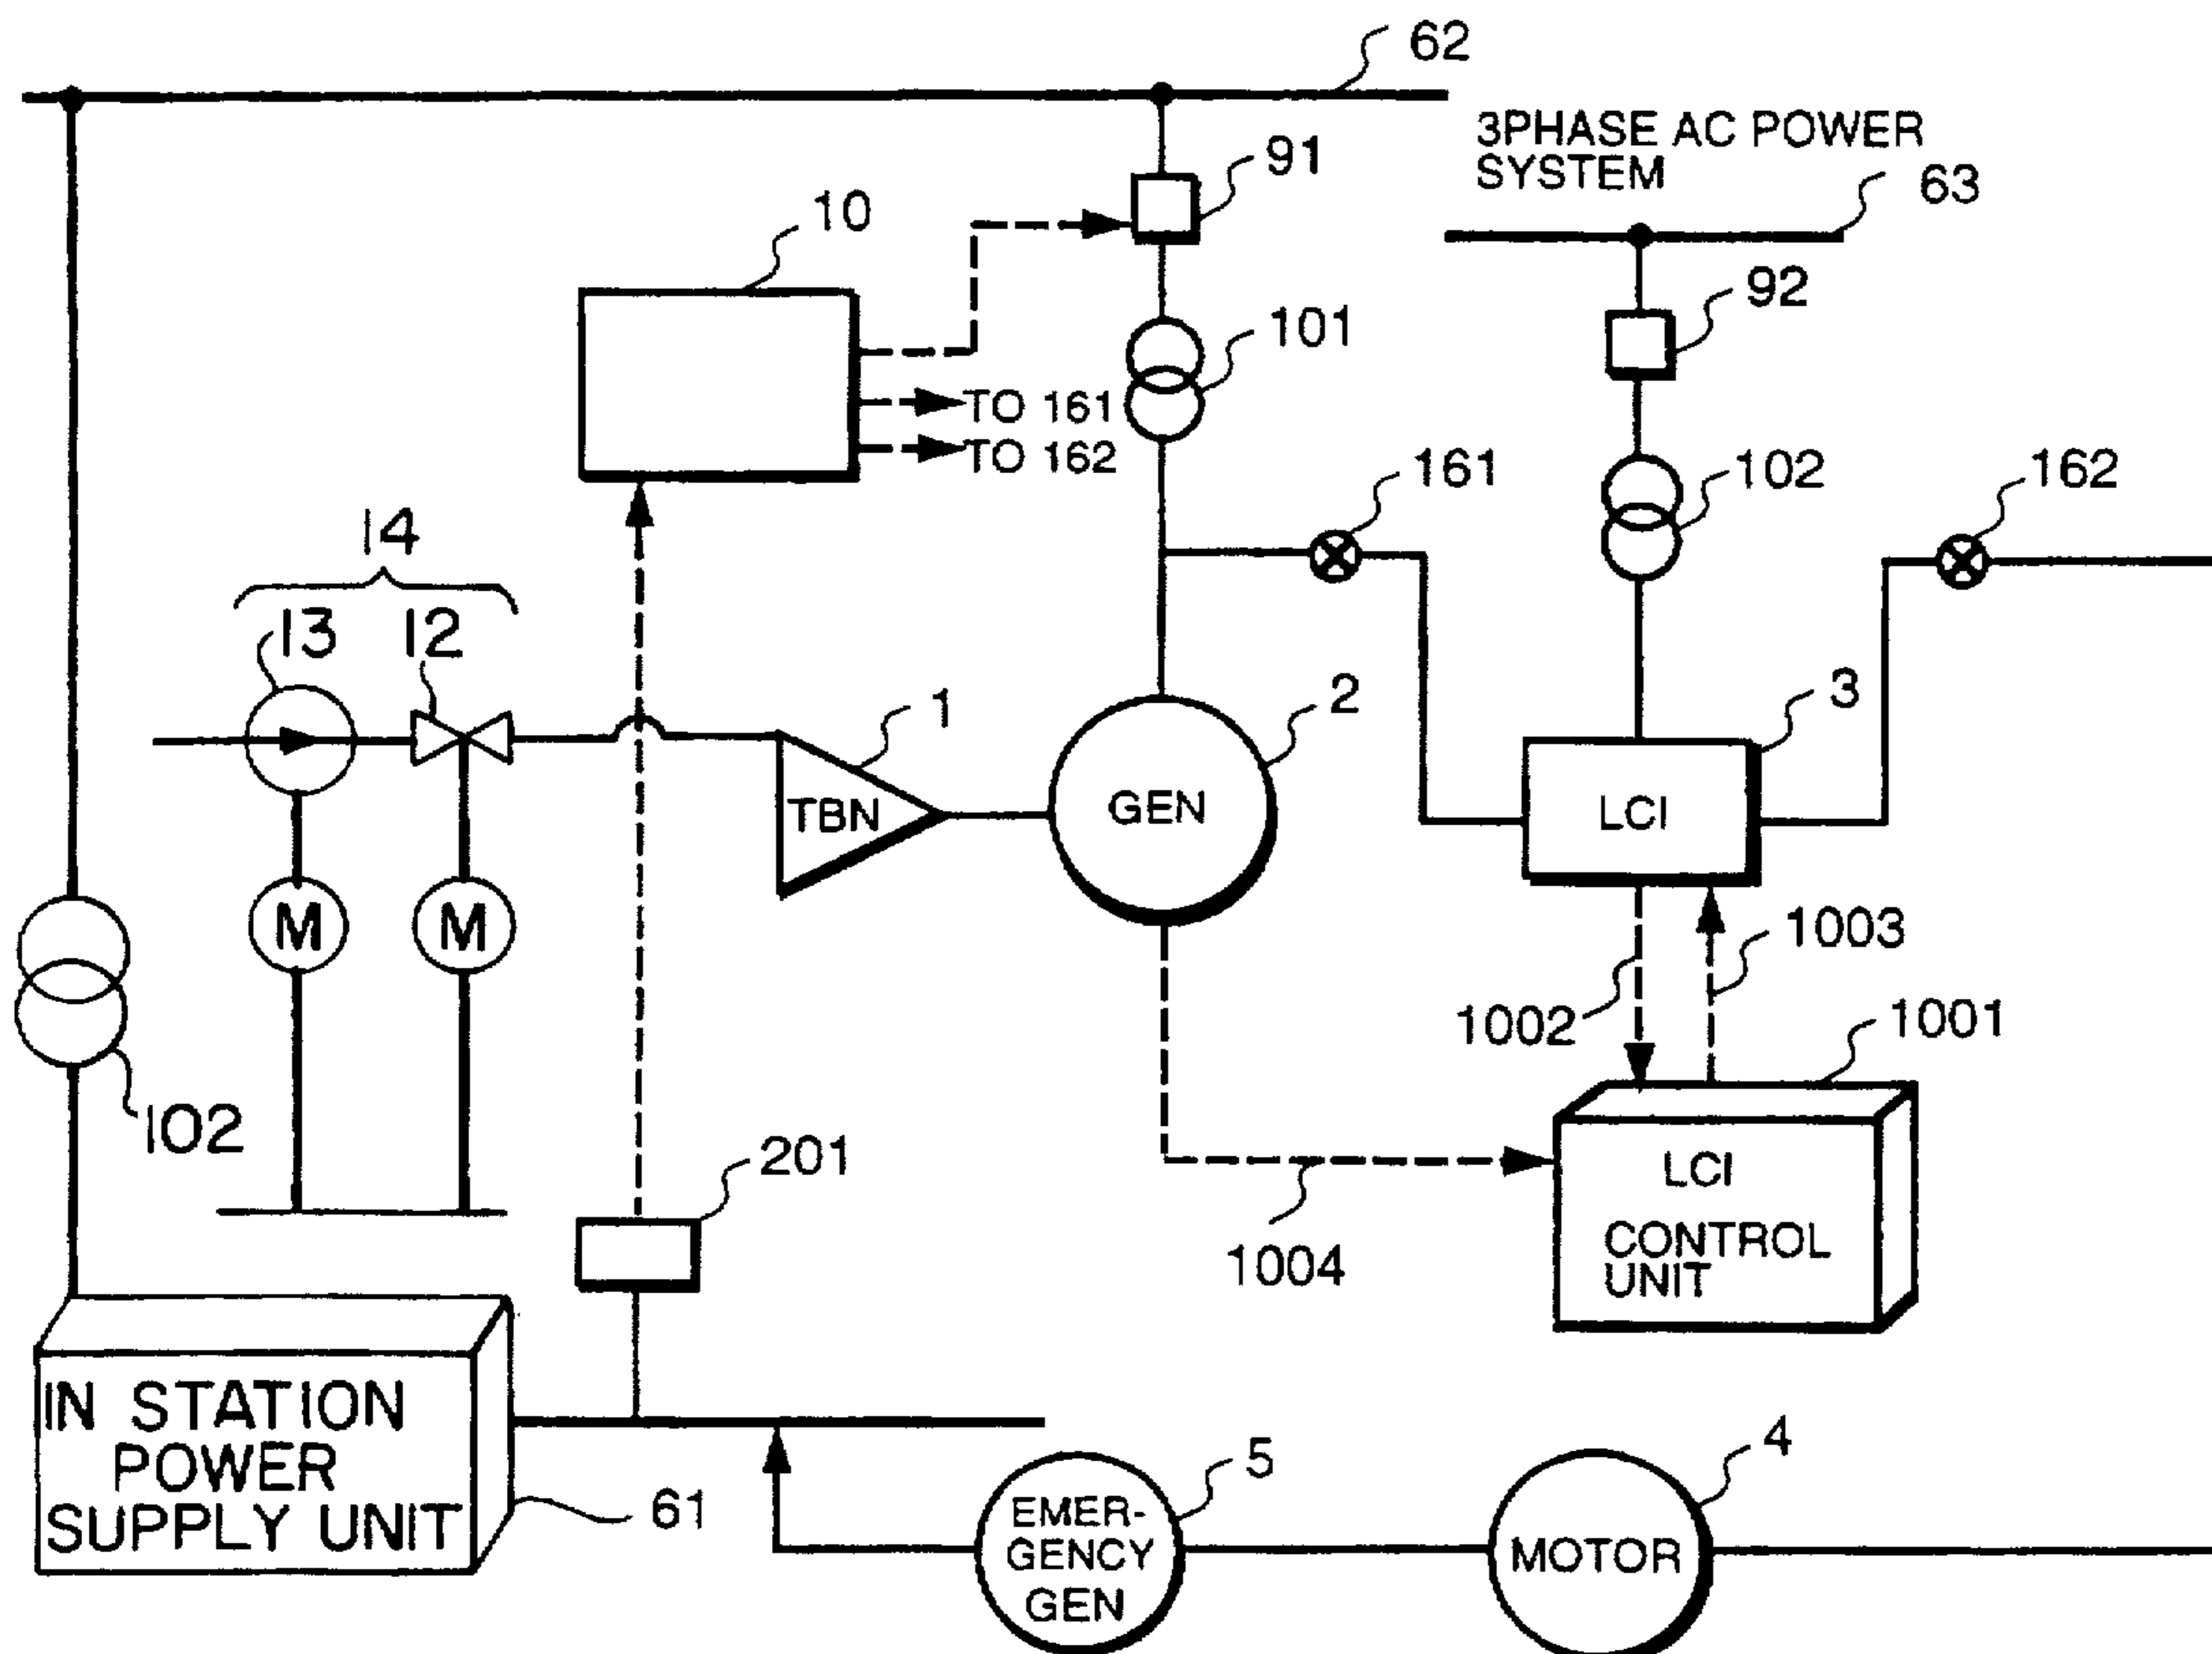 62
3PHASE AC POWER
SYSTEM
63
91
10
92
101
TO 161
TO 162
161
102
162
14
13
12
1
2
3
TBN
GEN
LCI
M
M
1003
1002
1001
102
201
LCI
CONTROL
UNIT
1004
IN STATION
POWER
SUPPLY UNIT
61
5
4
EMER-
GENCY
GEN
MOTOR